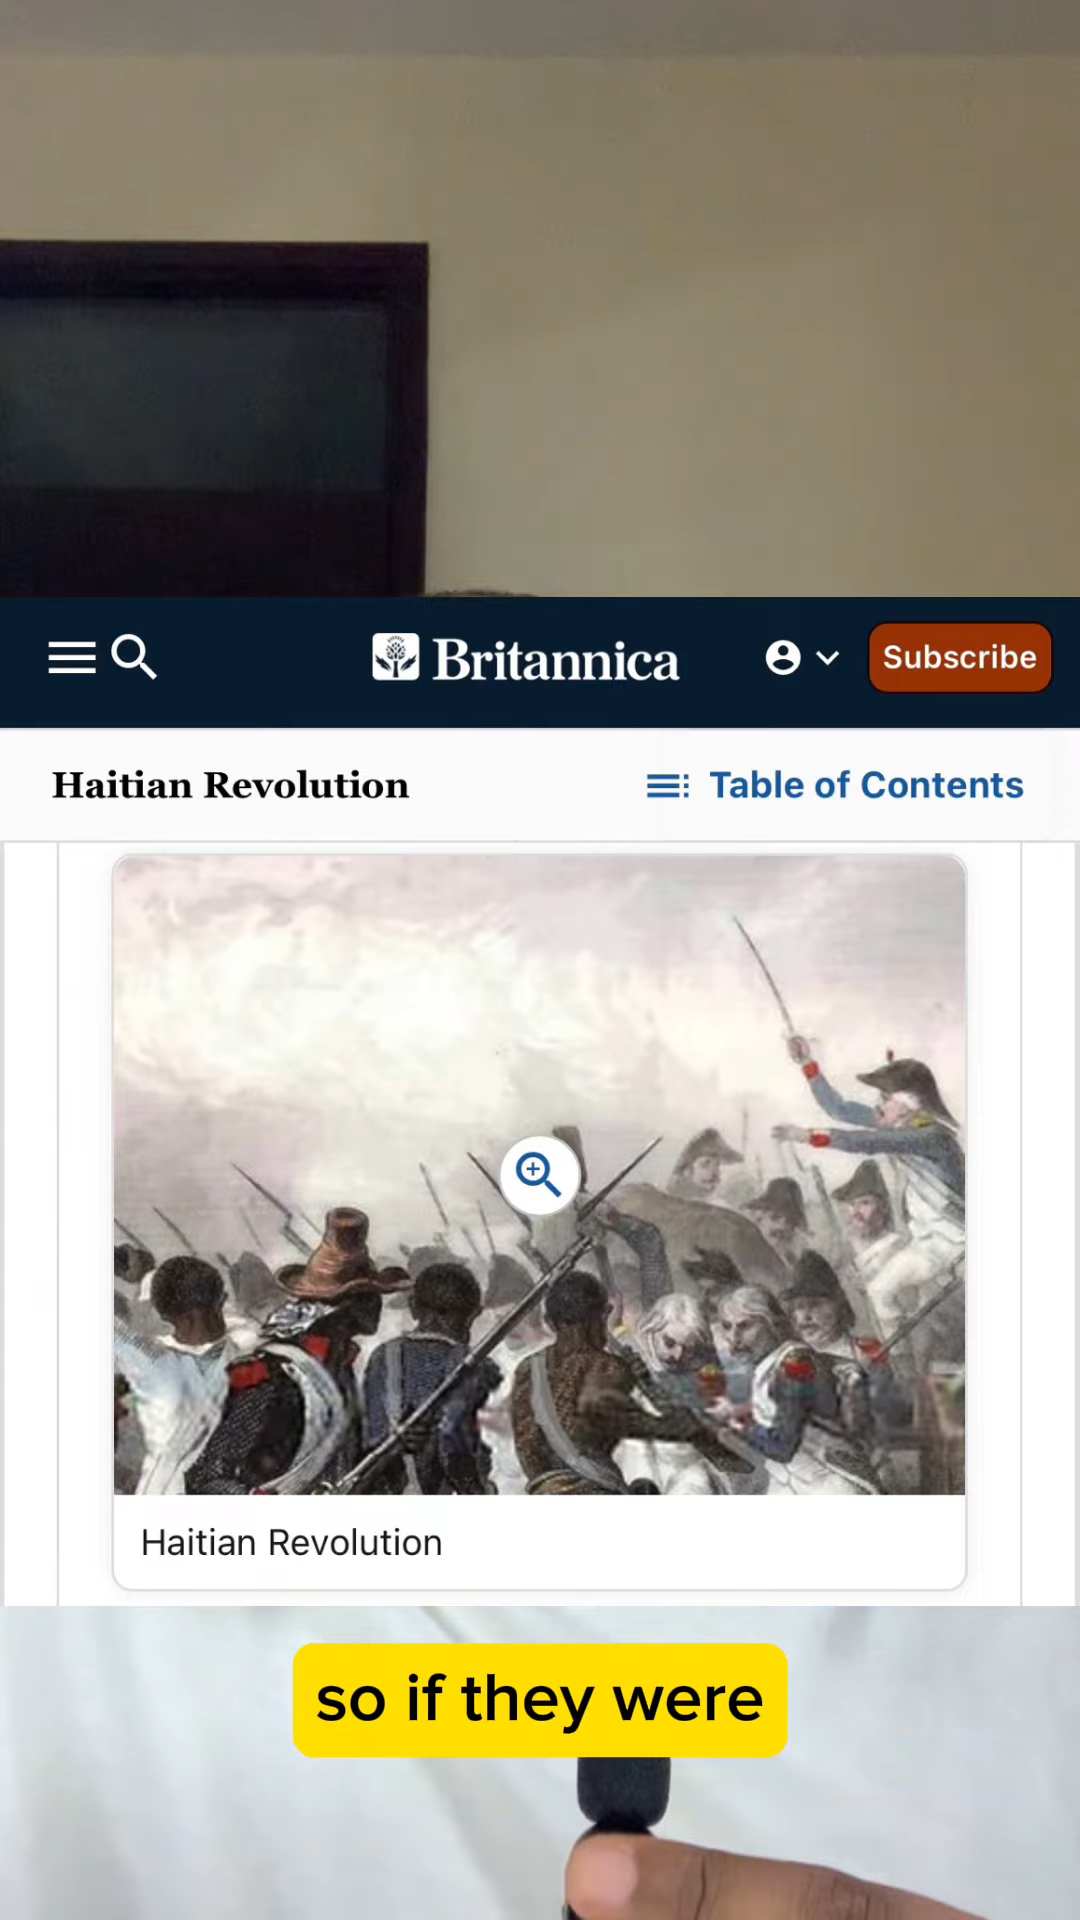 Britannica
Subscribe
Haitian Revolution
Table of Contents
Haitian Revolution
so if they were